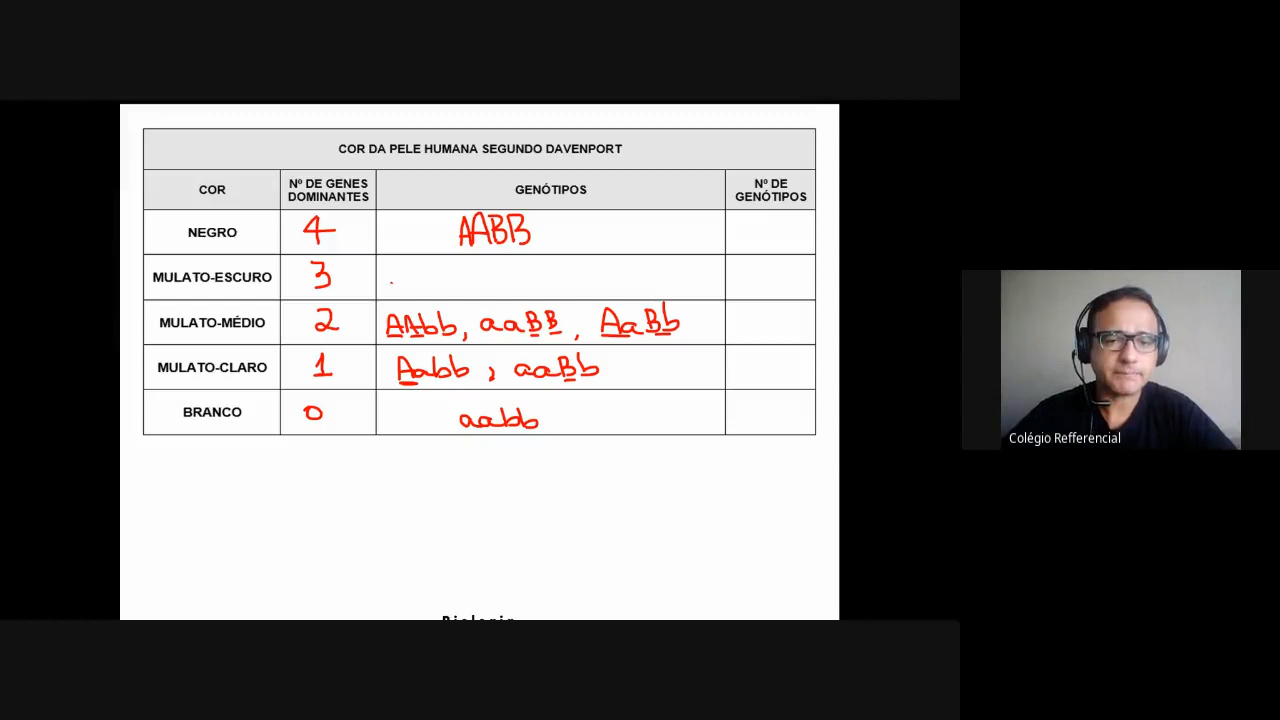 COR DA PELE HUMANA SEGUNDO DAVENPORT
COR Nº DE GENES DOMINANTES GENÓTIPOS Nº DE GENÓTIPOS
NEGRO 4 AABB
MULATO-ESCURO 3
MULATO-MÉDIO 2 AAbb, aaBB, AaBb
MULATO-CLARO 1 Aabb, aaBb
BRANCO 0 aabb
Colégio Refferencial